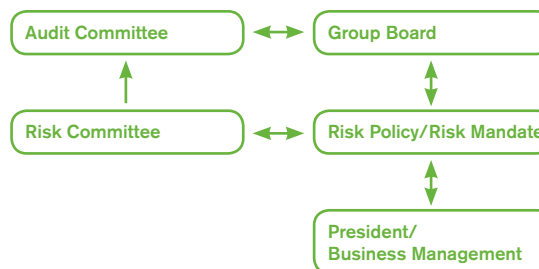 Audit Committee
Group Board
Risk Committee
Risk Policy/Risk Mandate
President/
Business Management